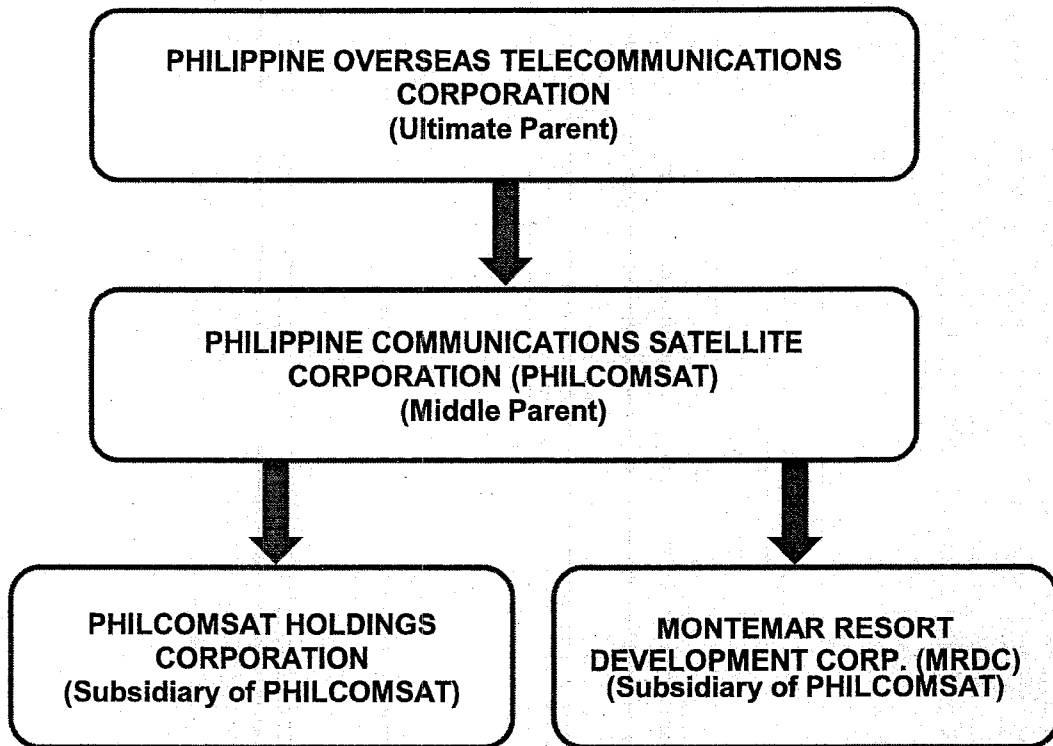 PHILIPPINE OVERSEAS TELECOMMUNICATIONS
CORPORATION
(Ultimate Parent)
PHILIPPINE COMMUNICATIONS SATELLITE
CORPORATION (PHILCOMSAT)
(Middle Parent)
PHILCOMSAT HOLDINGS
CORPORATION
(Subsidiary of PHILCOMSAT)
MONTEMAR RESORT
DEVELOPMENT CORP. (MRDC)
(Subsidiary of PHILCOMSAT)